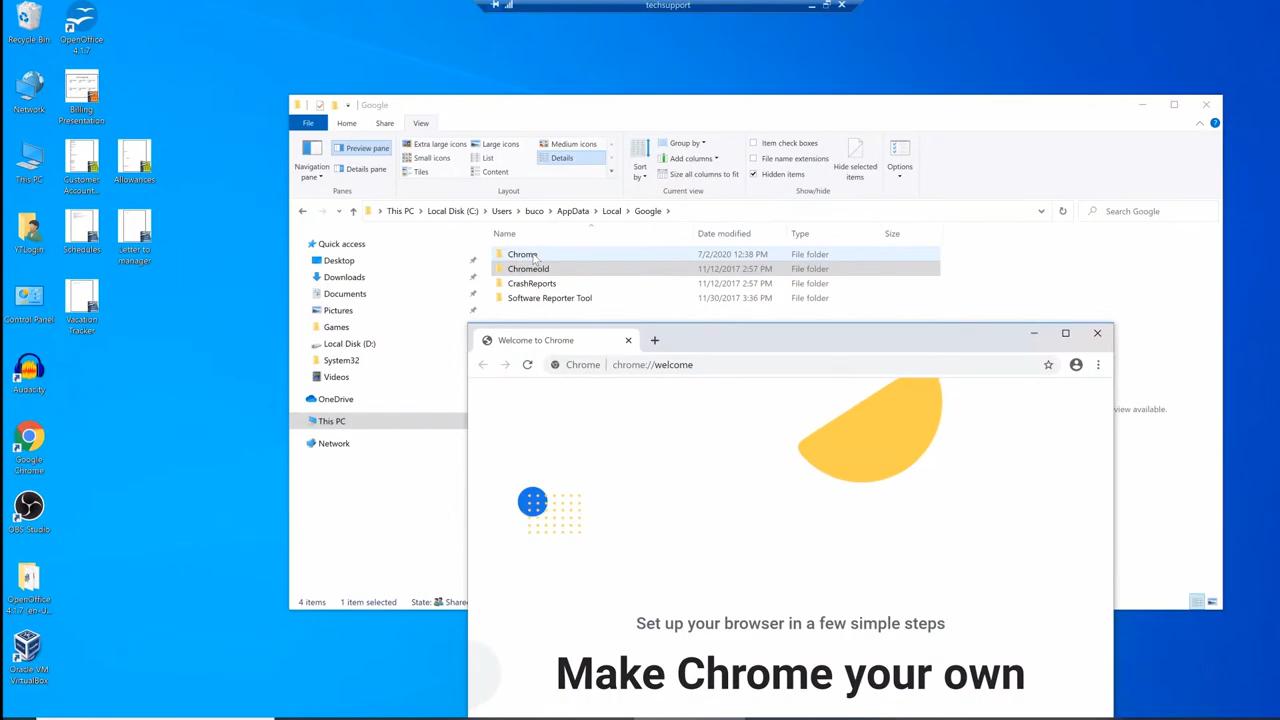 techsupport
Recycle Bin
OpenOffice
4.1.7
Network
Billing
Presentation
This PC
Customer
Account...
Allowances
YTLogin
Schedules
Letter to
manager
Control Panel
Vacation
Tracker
Audacity
Google
Chrome
OBS Studio
OpenOffice
4.1.7 (en-U...
Oracle VM
VirtualBox
Google
File
Home
Share
View
Navigation
pane
Preview pane
Details pane
Panes
Extra large icons
Large icons
Medium icons
Small icons
List
Details
Tiles
Content
Layout
Sort
by
Group by
Add columns
Size all columns to fit
Current view
Item check boxes
File name extensions
Hidden items
Hide selected
items
Show/hide
Options
This PC > Local Disk (C:) > Users > buco > AppData > Local > Google >
Search Google
Name
Date modified
Type
Size
Quick access
Desktop
Downloads
Documents
Pictures
Games
Local Disk (D:)
System32
Videos
OneDrive
This PC
Network
Chrome 7/2/2020 12:38 PM File folder
Chromeold 11/12/2017 2:57 PM File folder
CrashReports 11/12/2017 2:57 PM File folder
Software Reporter Tool 11/30/2017 3:36 PM File folder
view available.
4 items
1 item selected
State:
Shared
Welcome to Chrome
Chrome | chrome://welcome
Set up your browser in a few simple steps
Make Chrome your own